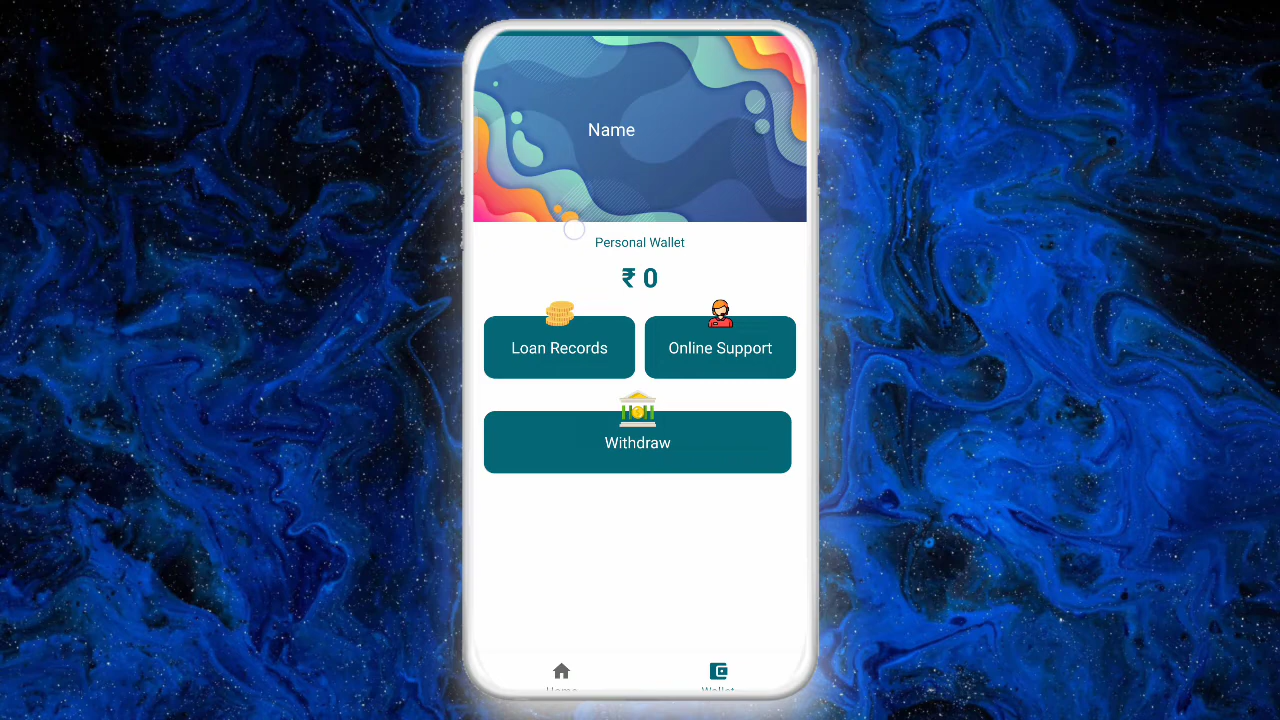 Name
Personal Wallet
₹ 0
Loan Records
Online Support
Withdraw
Home
Wallet